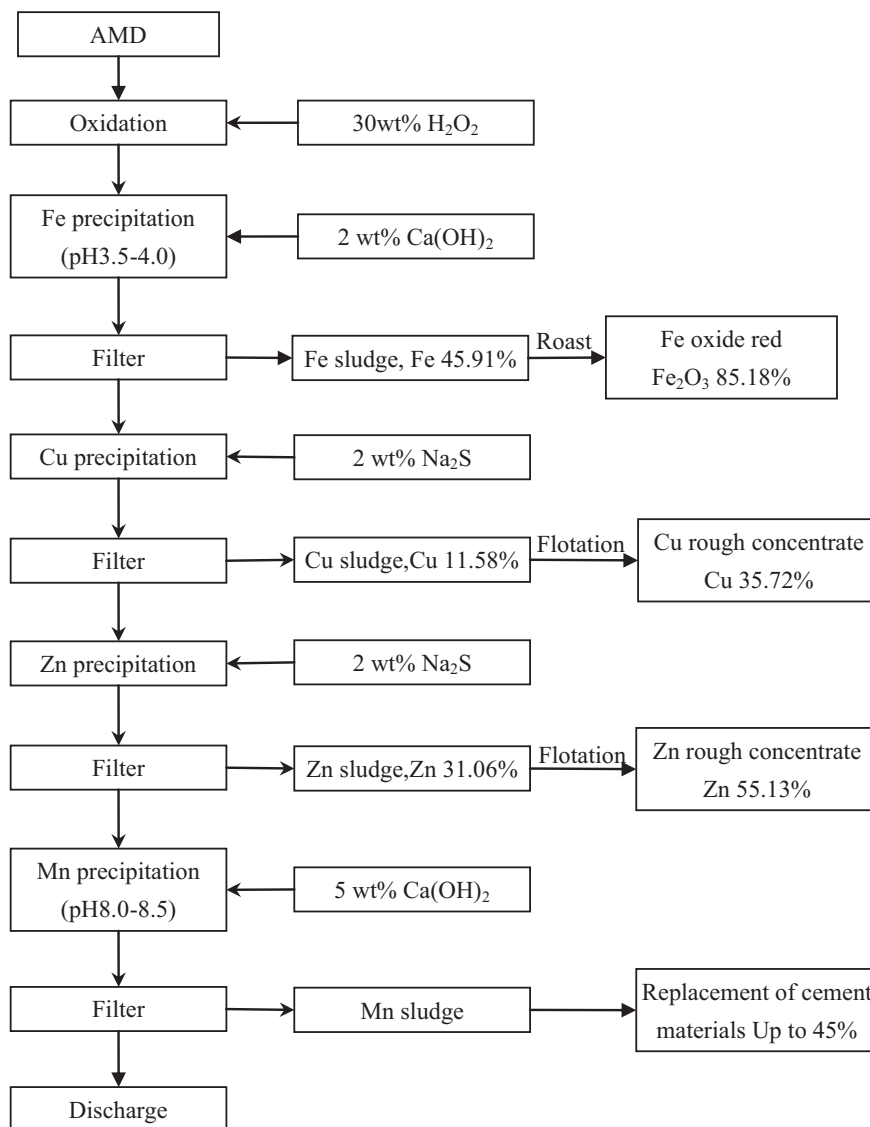 AMD
Oxidation
30wt% H₂O₂
Fe precipitation
(pH3.5-4.0)
2 wt% Ca(OH)₂
Filter
Fe sludge, Fe 45.91%
Roast
Fe oxide red
Fe₂O₃ 85.18%
Cu precipitation
2 wt% Na₂S
Filter
Cu sludge,Cu 11.58%
Flotation
Cu rough concentrate
Cu 35.72%
Zn precipitation
2 wt% Na₂S
Filter
Zn sludge,Zn 31.06%
Flotation
Zn rough concentrate
Zn 55.13%
Mn precipitation
(pH8.0-8.5)
5 wt% Ca(OH)₂
Filter
Mn sludge
Replacement of cement
materials Up to 45%
Discharge